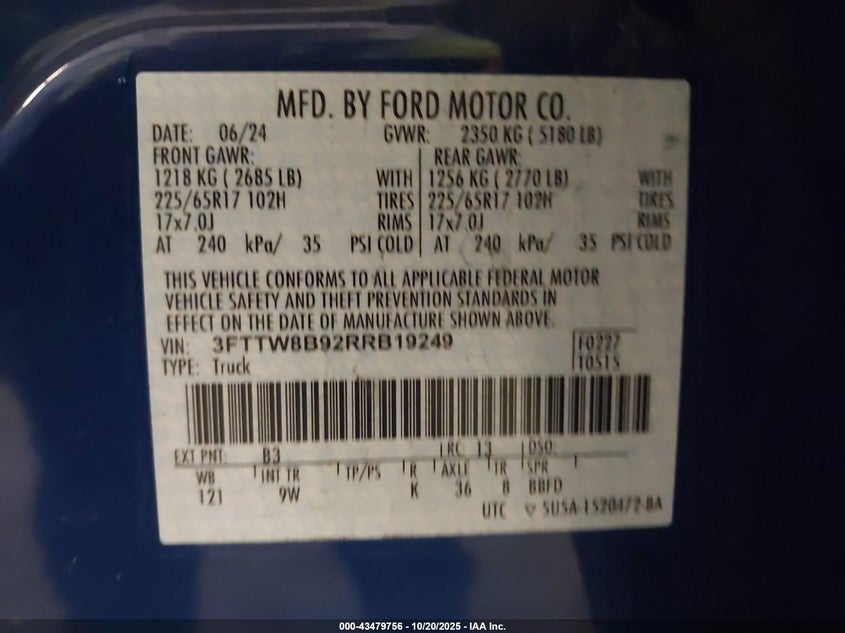 MFD. BY FORD MOTOR CO.
DATE: 06/24 GVWR: 2350 KG ( 5180 LB)
FRONT GAWR: REAR GAWR:
1218 KG ( 2685 LB) WITH 1256 KG ( 2770 LB) WITH
225/65R17 102H TIRES 225/65R17 102H TIRES
17x7.0J RIMS 17x7.0J RIMS
AT 240 kPa/ 35 PSI COLD AT 240 kPa/ 35 PSI COLD
THIS VEHICLE CONFORMS TO ALL APPLICABLE FEDERAL MOTOR
VEHICLE SAFETY AND THEFT PREVENTION STANDARDS IN
EFFECT ON THE DATE OF MANUFACTURE SHOWN ABOVE.
VIN: 3FTTW8B92RRB19249 F0227
TYPE: Truck T0515
EXT PNT: B3 RC: 13 DSO:
WB INT TR TP/PS R AXLE TR SPR
121 9W K 36 8 BBFD
UTC 5U5A-1520472-BA
000-43479756 - 10/20/2025 - IAA Inc.